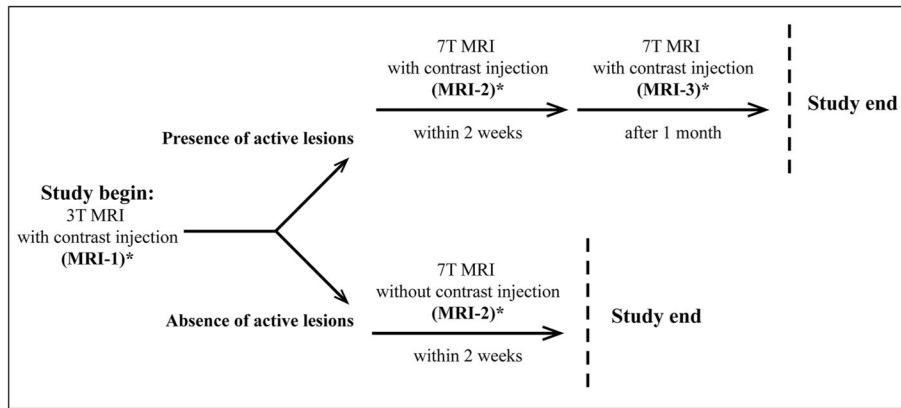 Study begin:
3T MRI
with contrast injection
(MRI-1)*
Presence of active lesions
7T MRI
with contrast injection
(MRI-2)*
within 2 weeks
7T MRI
with contrast injection
(MRI-3)*
after 1 month
Study end
Absence of active lesions
7T MRI
without contrast injection
(MRI-2)*
within 2 weeks
Study end